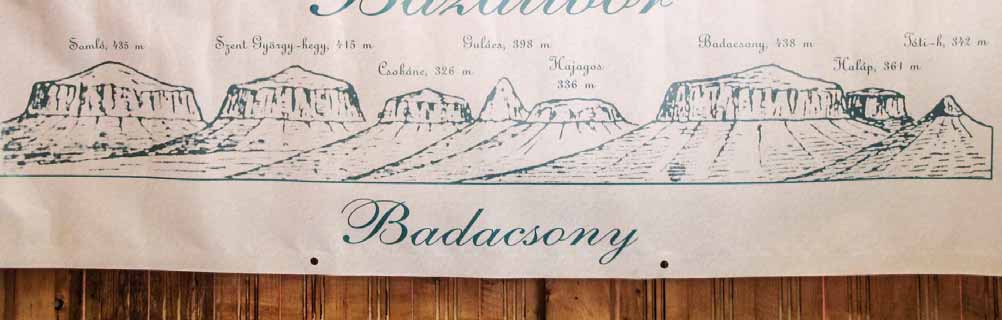 Bazaltbor
Somló, 435 m
Szent György-hegy, 415 m
Csobánc, 326 m
Gulács, 393 m
Hajagos
336 m
Badacsony, 438 m
Haláp, 361 m
Tóti-h, 342 m
Badacsony